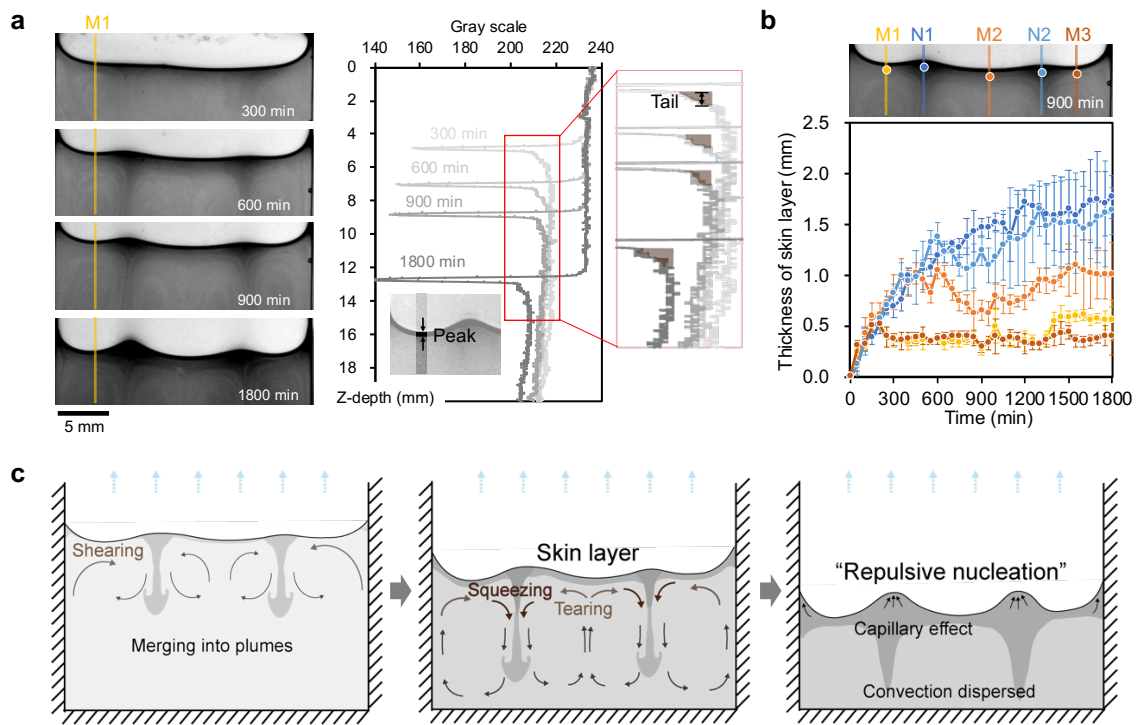 a
M1
300 min
600 min
900 min
1800 min
5 mm
Gray scale
140 160 180 200 220 240
0
2
4
6
8
10
12
14
16
18
Z-depth (mm)
300 min
600 min
900 min
1800 min
Peak
Tail
b
M1 N1 M2 N2 M3
900 min
Thickness of skin layer (mm)
2.5
2.0
1.5
1.0
0.5
0.0
0 300 600 900 1200 1500 1800
Time (min)
c
Shearing
Merging into plumes
Skin layer
Squeezing
Tearing
“Repulsive nucleation”
Capillary effect
Convection dispersed